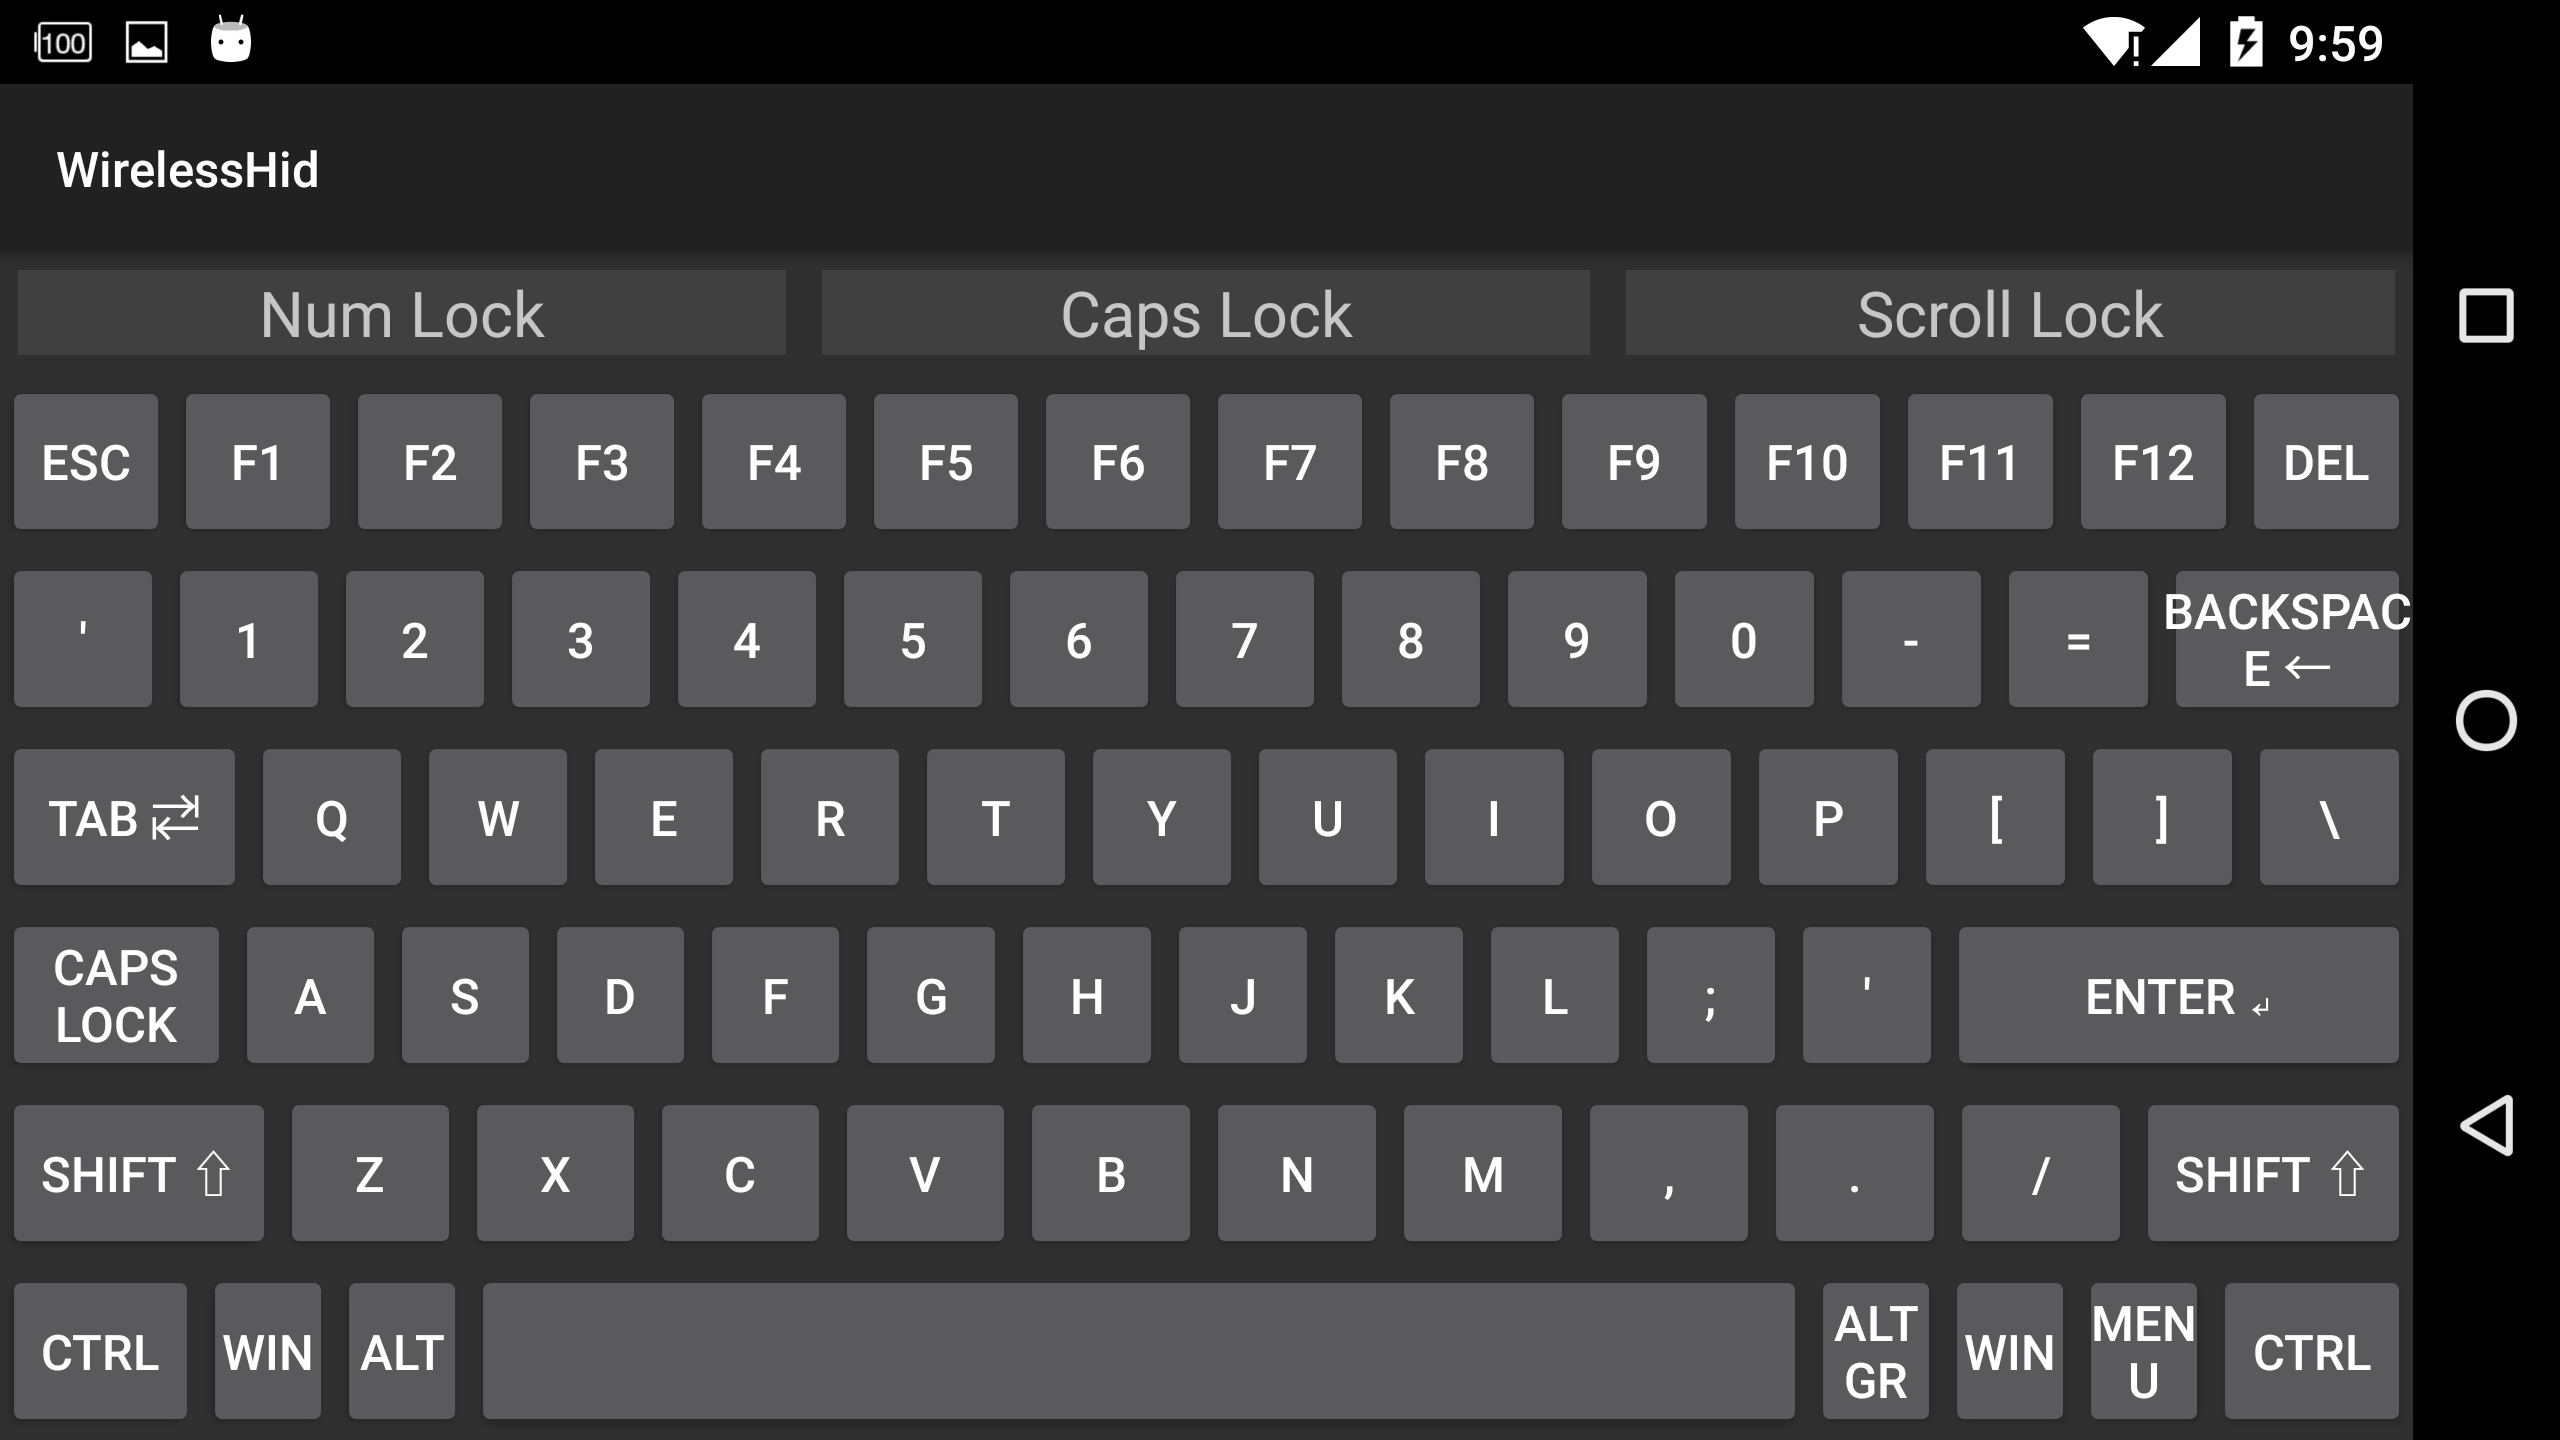 100 9:59
WirelessHid
Num Lock Caps Lock Scroll Lock
ESC F1 F2 F3 F4 F5 F6 F7 F8 F9 F10 F11 F12 DEL
' 1 2 3 4 5 6 7 8 9 0 - = BACKSPAC
E ←
TAB ⇄ Q W E R T Y U I O P [ ] \
CAPS
LOCK A S D F G H J K L ; ' ENTER ↲
SHIFT ⇧ Z X C V B N M , . / SHIFT ⇧
CTRL WIN ALT ALT
GR WIN MEN
U CTRL